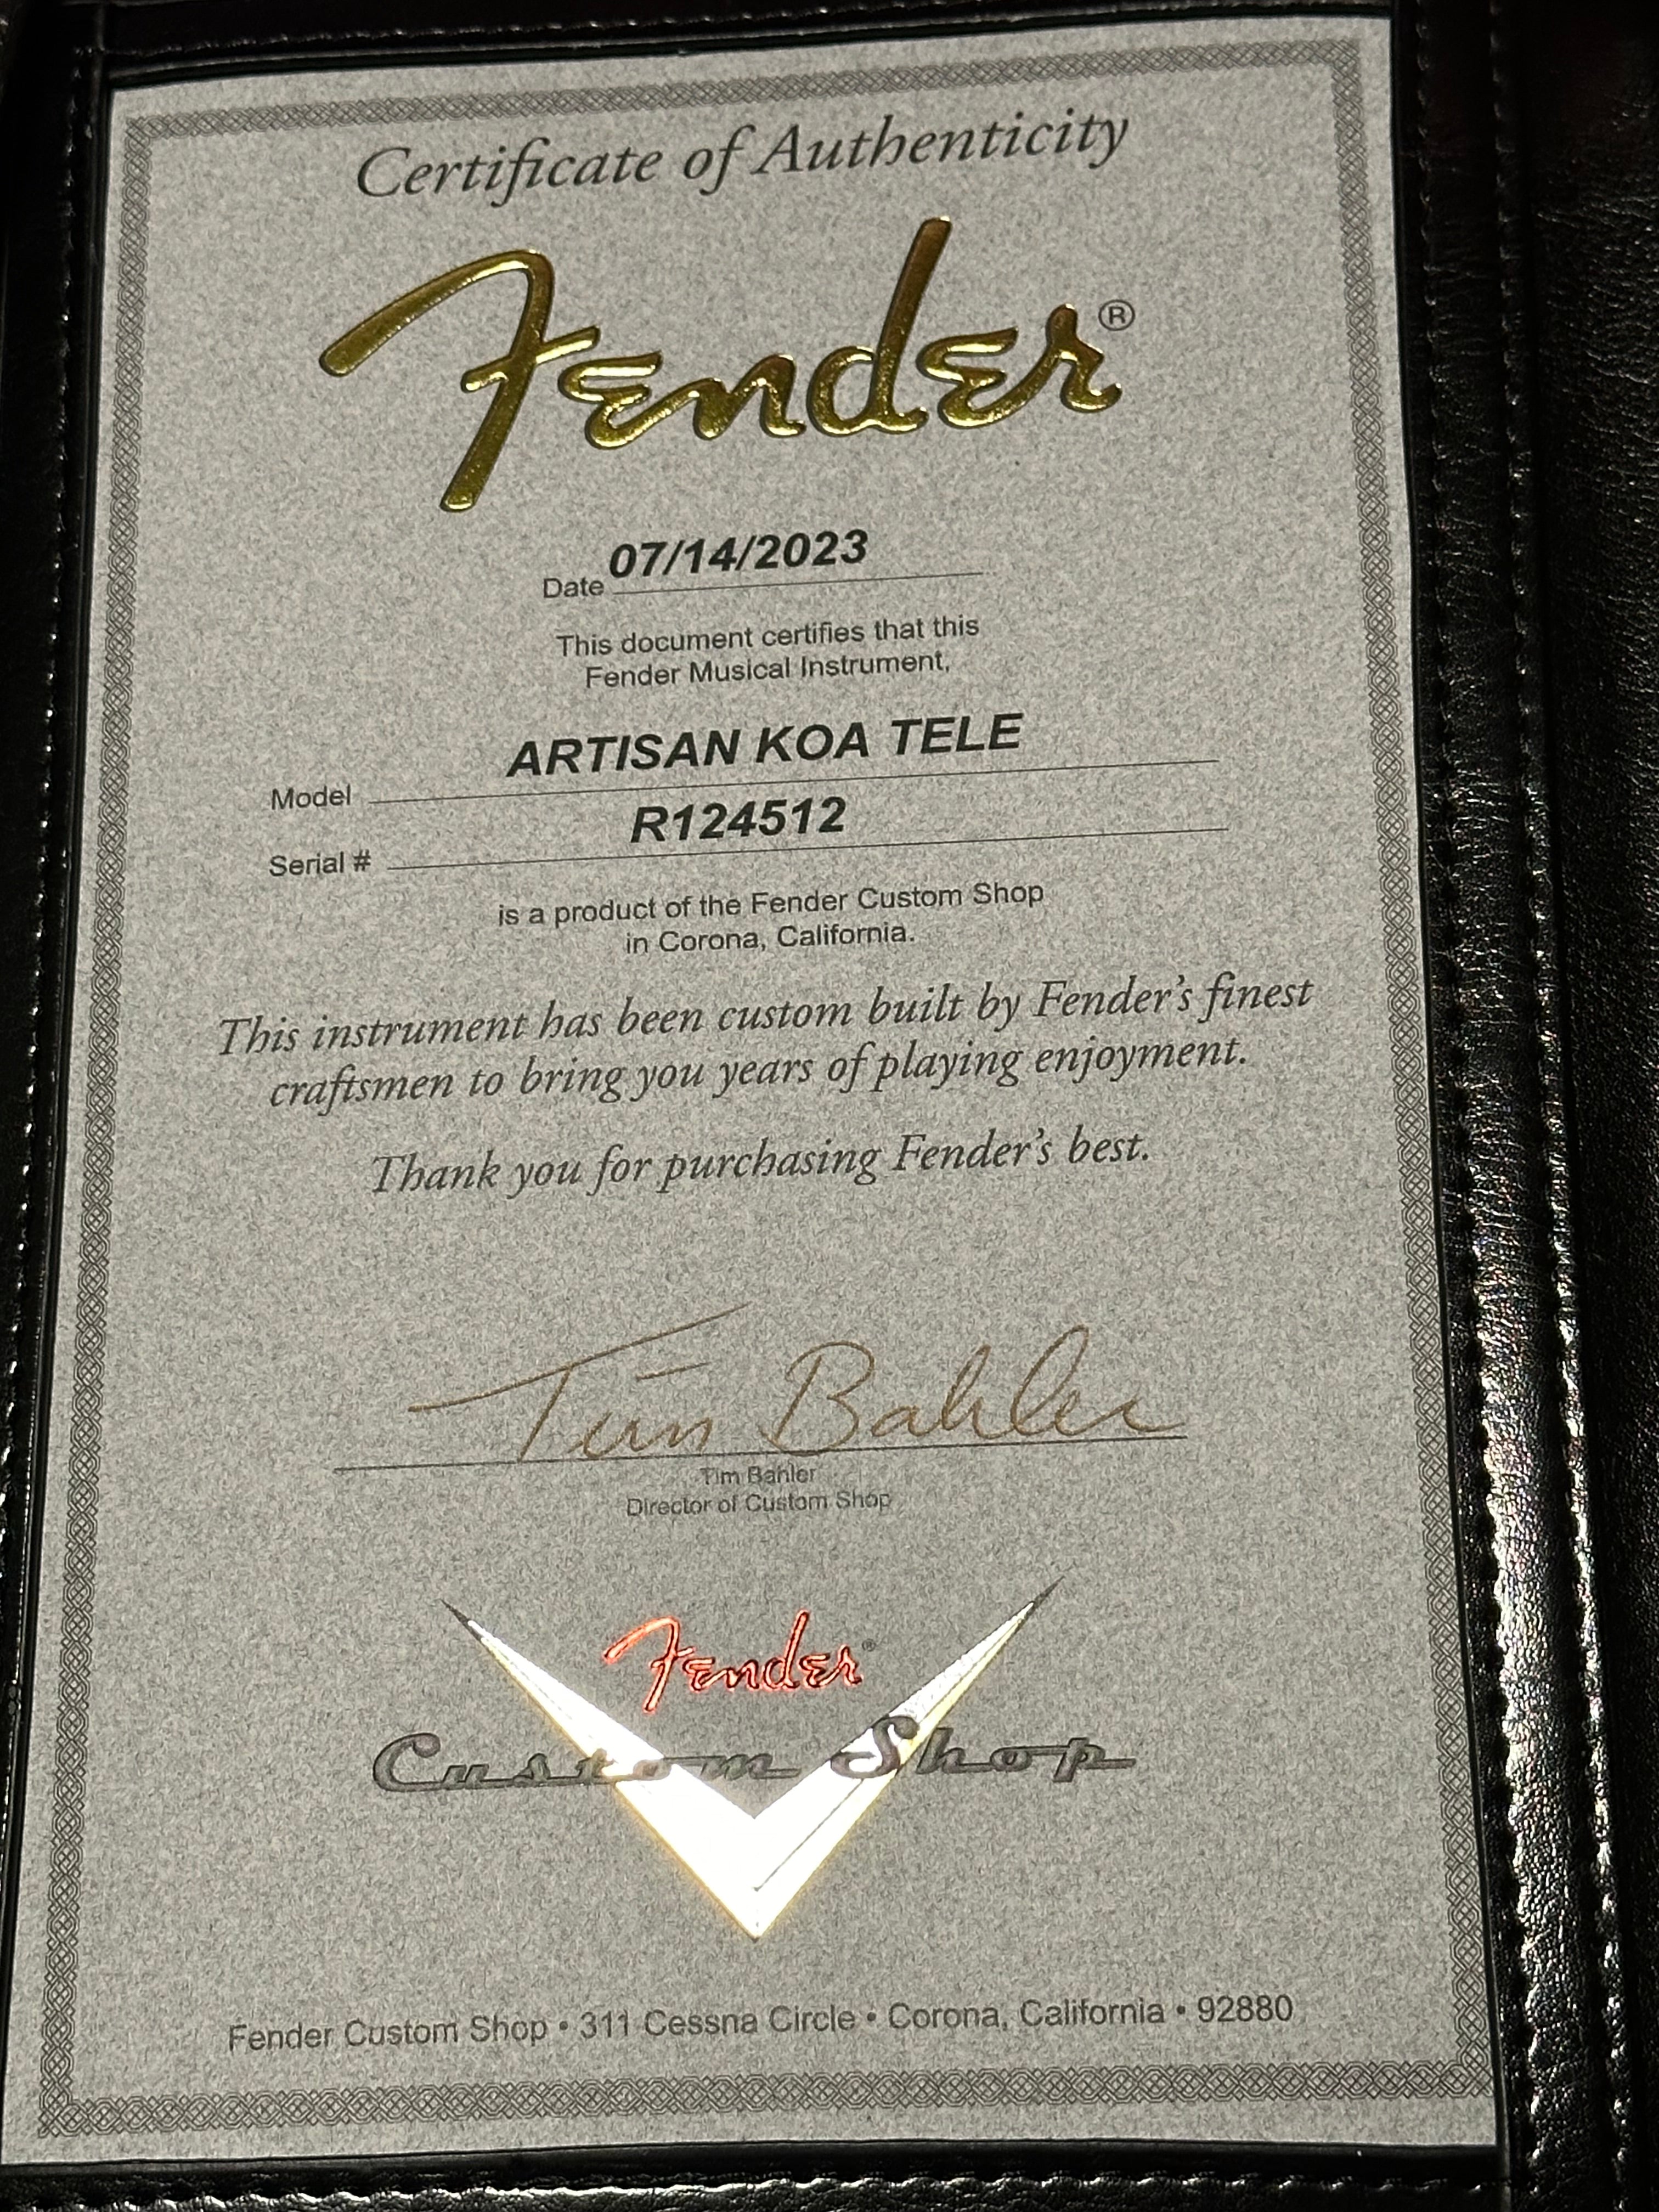 Certificate of Authenticity
Fender®
Date 07/14/2023
This document certifies that this
Fender Musical Instrument,
Model ARTISAN KOA TELE
Serial # R124512
is a product of the Fender Custom Shop
in Corona, California.
This instrument has been custom built by Fender's finest
craftsmen to bring you years of playing enjoyment.
Thank you for purchasing Fender's best.
Tim Bahler
Tim Bahler
Director of Custom Shop
Fender®
Custom Shop
Fender Custom Shop • 311 Cessna Circle • Corona, California • 92880